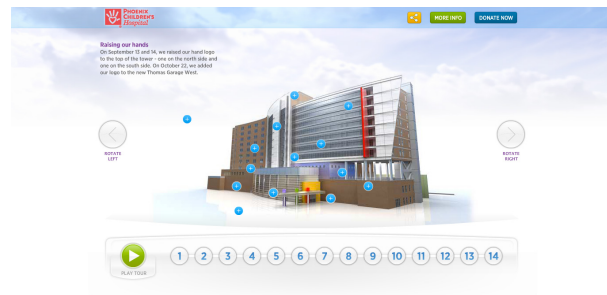 PHOENIX
CHILDREN'S
Hospital
MORE INFO
DONATE NOW
Raising our hands
On September 13 and 14, we raised our hand logo
to the top of the tower - one on the north side and
one on the south side. On October 22, we added
our logo to the new Thomas Garage West.
ROTATE
LEFT
ROTATE
RIGHT
PLAY TOUR
1 2 3 4 5 6 7 8 9 10 11 12 13 14